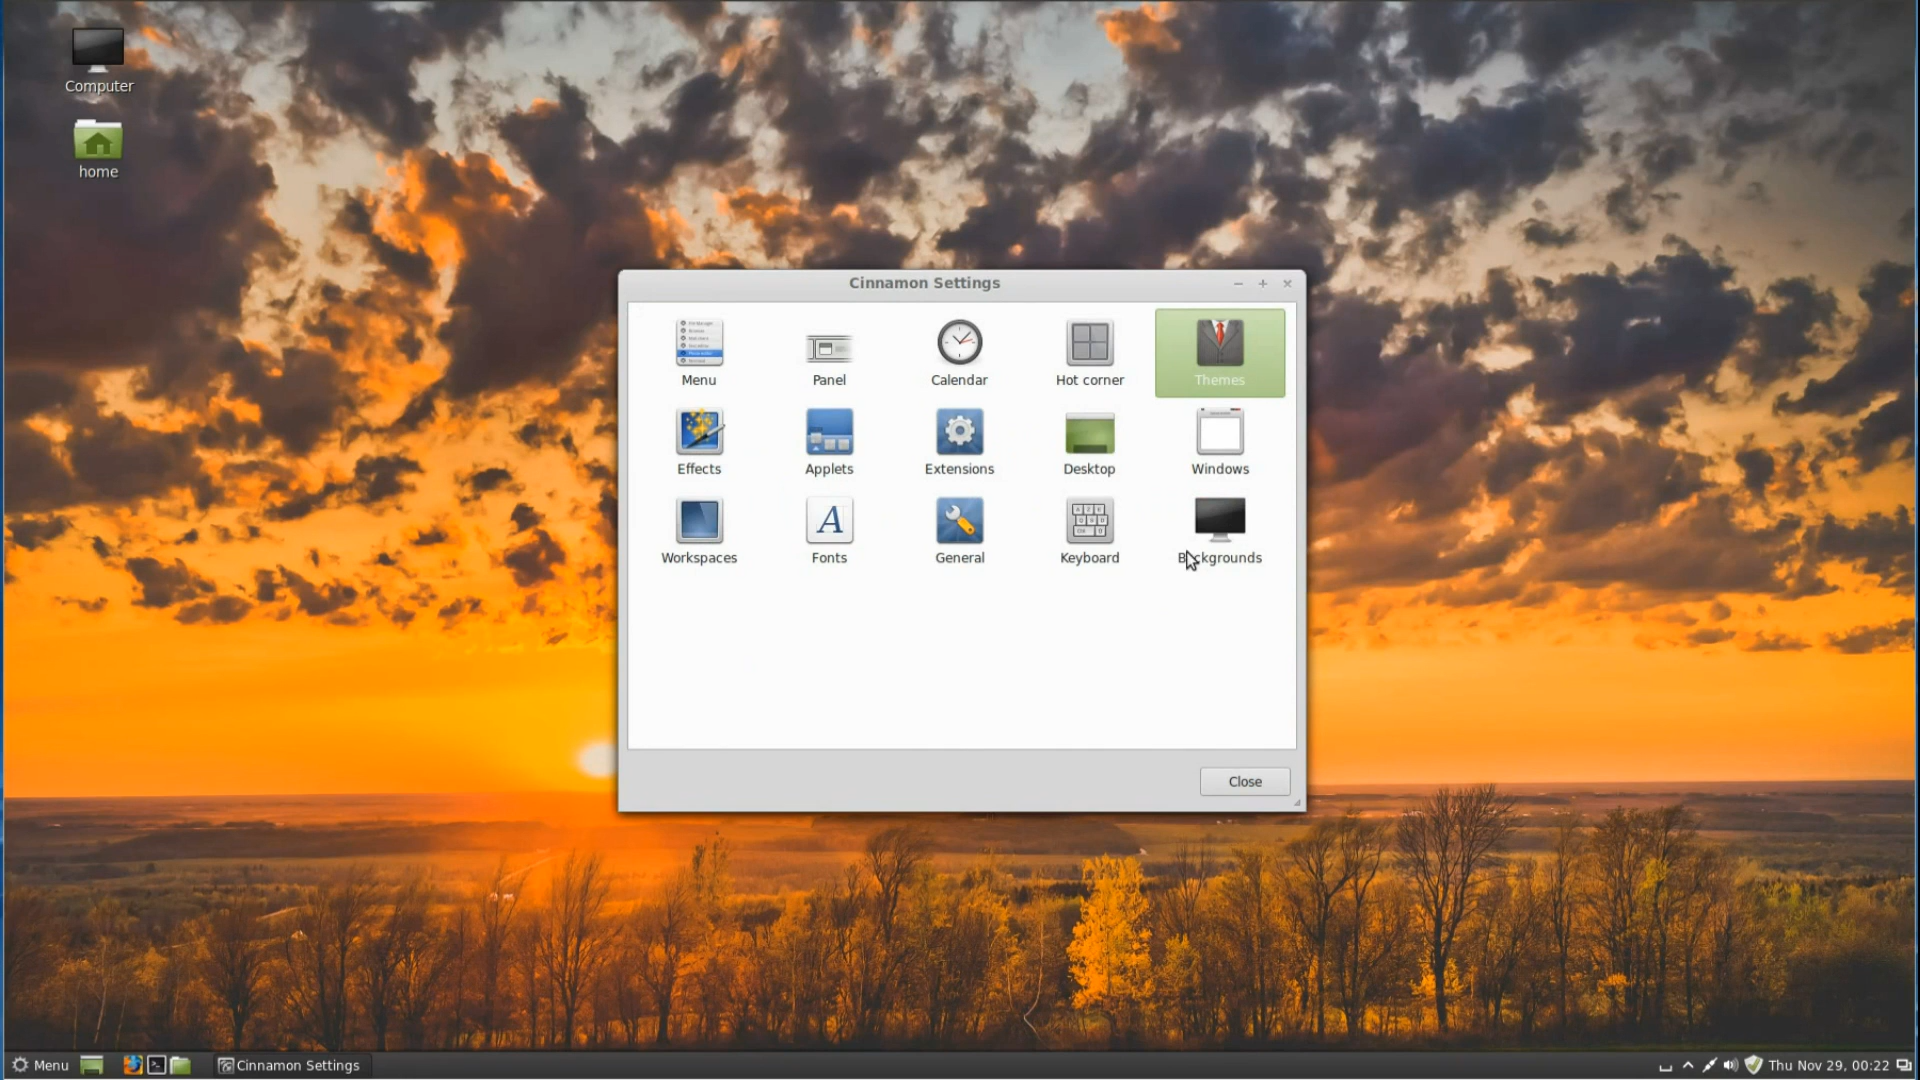 Computer
home
Cinnamon Settings
Menu
Panel
Calendar
Hot corner
Themes
Effects
Applets
Extensions
Desktop
Windows
Workspaces
Fonts
General
Keyboard
Close
Menu
Cinnamon Settings
Thu Nov 29, 00:22